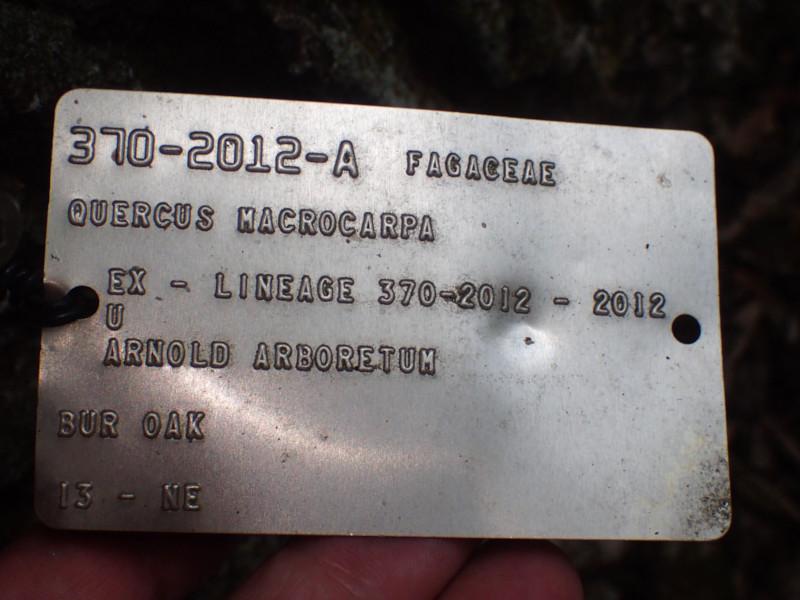 370-2012-A FAGACEAE
QUERCUS MACROCARPA
EX - LINEAGE 370-2012 - 2012
U
ARNOLD ARBORETUM
BUR OAK
13 - NE